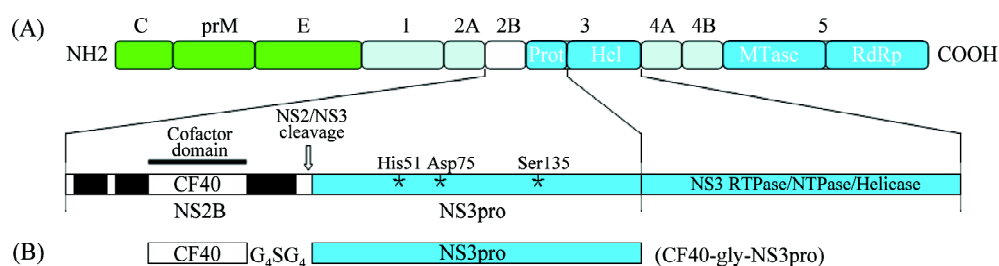 (A)
C prM E 1 2A 2B 3 4A 4B 5
NH2 Prot Hel MTase RdRp COOH
NS2/NS3
cleavage
Cofactor
domain
His51 Asp75 Ser135
* * *
CF40 NS3 RTPase/NTPase/Helicase
NS2B NS3pro
(B) CF40 G₄SG₄ NS3pro (CF40-gly-NS3pro)